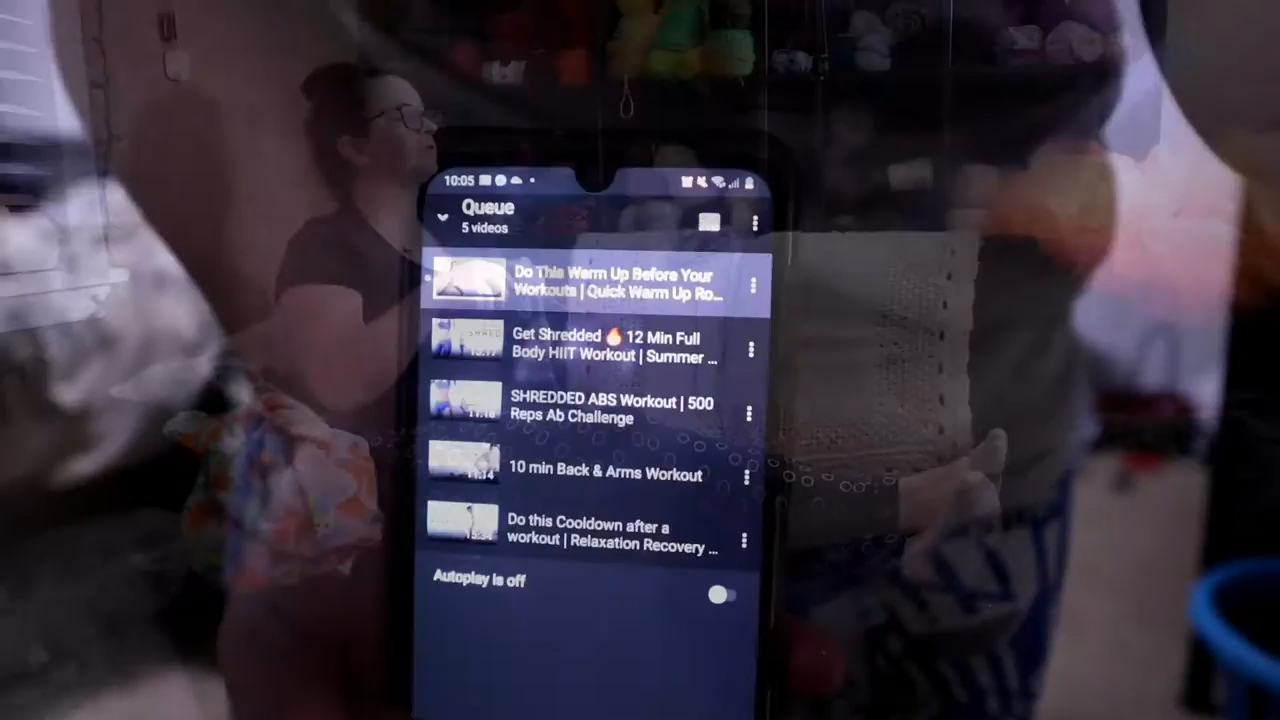 10:05
Queue
5 videos
Do This Warm Up Before Your
Workouts | Quick Warm Up Ro...
Get Shredded 🔥 12 Min Full
Body HIIT Workout | Summer ...
SHREDDED ABS Workout | 500
Reps Ab Challenge
11:14
10 min Back & Arms Workout
Do this Cooldown after a
workout | Relaxation Recovery ...
Autoplay is off